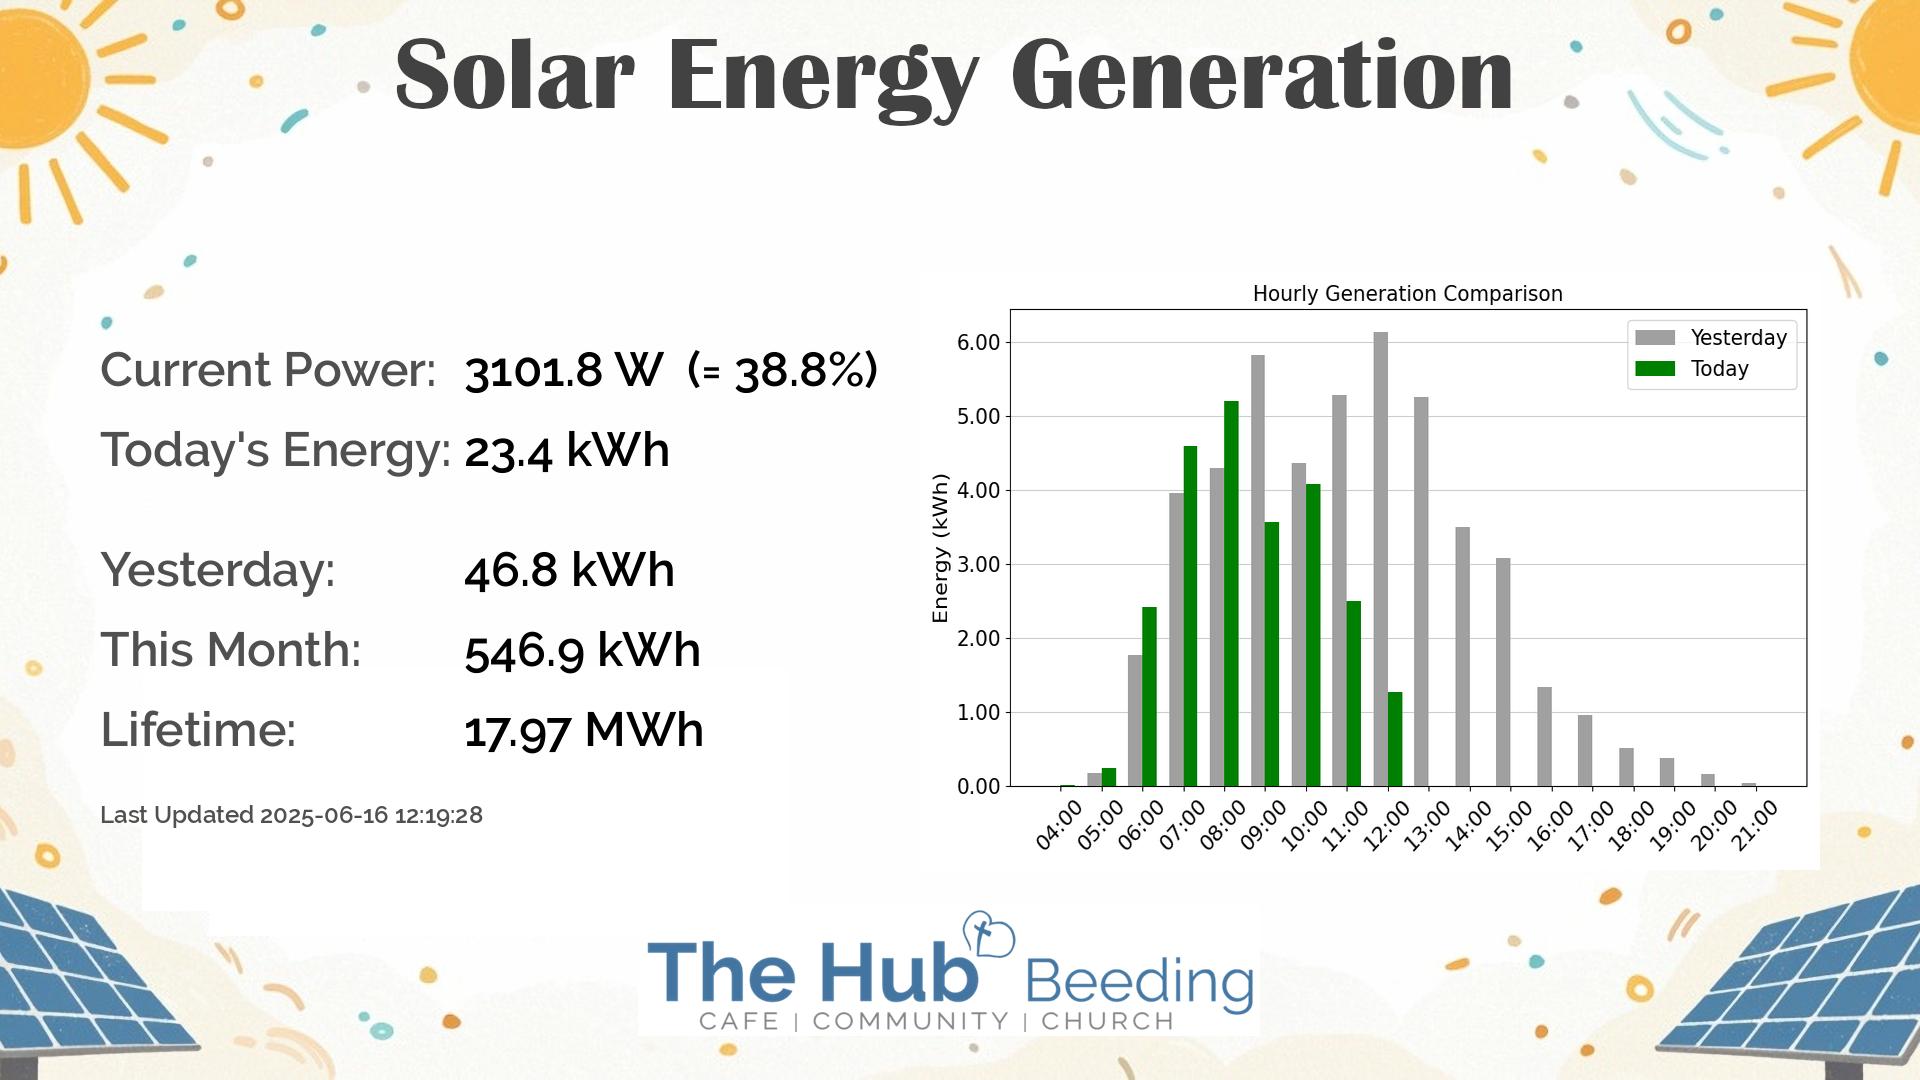 Solar Energy Generation
Current Power: 3101.8 W (= 38.8%)
Today's Energy: 23.4 kWh
Yesterday: 46.8 kWh
This Month: 546.9 kWh
Lifetime: 17.97 MWh
Last Updated 2025-06-16 12:19:28
Hourly Generation Comparison
Yesterday
Today
Energy (kWh)
6.00
5.00
4.00
3.00
2.00
1.00
0.00
04:00 05:00 06:00 07:00 08:00 09:00 10:00 11:00 12:00 13:00 14:00 15:00 16:00 17:00 18:00 19:00 20:00 21:00
The Hub Beeding
CAFE | COMMUNITY | CHURCH